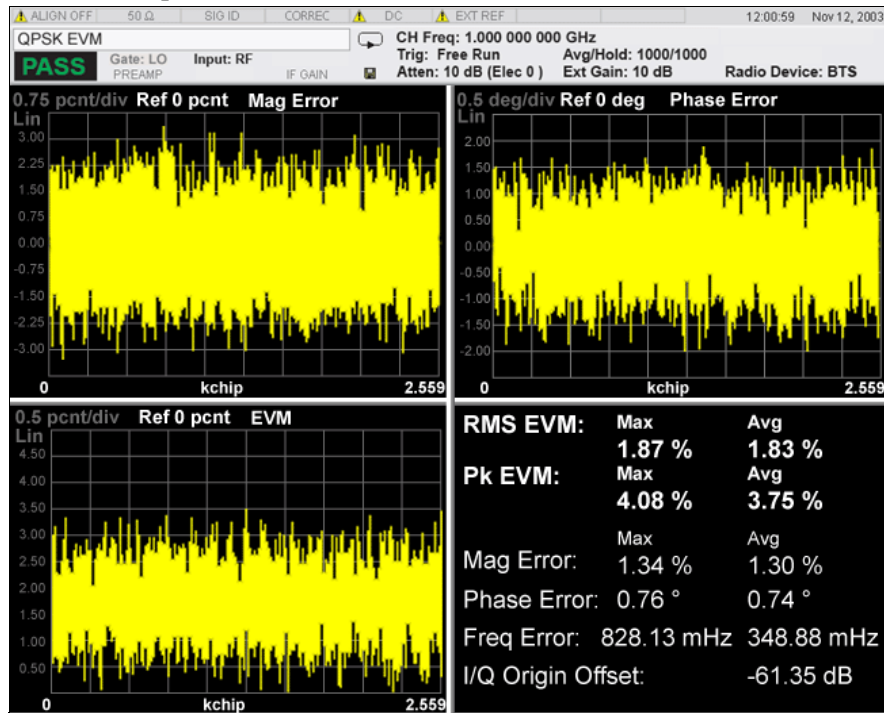 ALIGN OFF 50 Ω SIG ID CORREC DC EXT REF 12:00:59 Nov 12, 2003
QPSK EVM
CH Freq: 1.000 000 000 GHz
PASS Gate: LO Input: RF Trig: Free Run Avg/Hold: 1000/1000
PREAMP IF GAIN Atten: 10 dB (Elec 0 ) Ext Gain: 10 dB Radio Device: BTS
0.75 pcnt/div Ref 0 pcnt Mag Error
Lin
3.00
2.25
1.50
0.75
0.00
-0.75
-1.50
-2.25
-3.00
0 kchip 2.559
0.5 deg/div Ref 0 deg Phase Error
Lin
2.00
1.50
1.00
0.50
0.00
-0.50
-1.00
-1.50
-2.00
0 kchip 2.559
0.5 pcnt/div Ref 0 pcnt EVM
Lin
4.50
4.00
3.50
3.00
2.50
2.00
1.50
1.00
0.50
0 kchip 2.559
RMS EVM: Max Avg
1.87 % 1.83 %
Pk EVM: Max Avg
4.08 % 3.75 %
Max Avg
Mag Error: 1.34 % 1.30 %
Phase Error: 0.76 ° 0.74 °
Freq Error: 828.13 mHz 348.88 mHz
I/Q Origin Offset: -61.35 dB